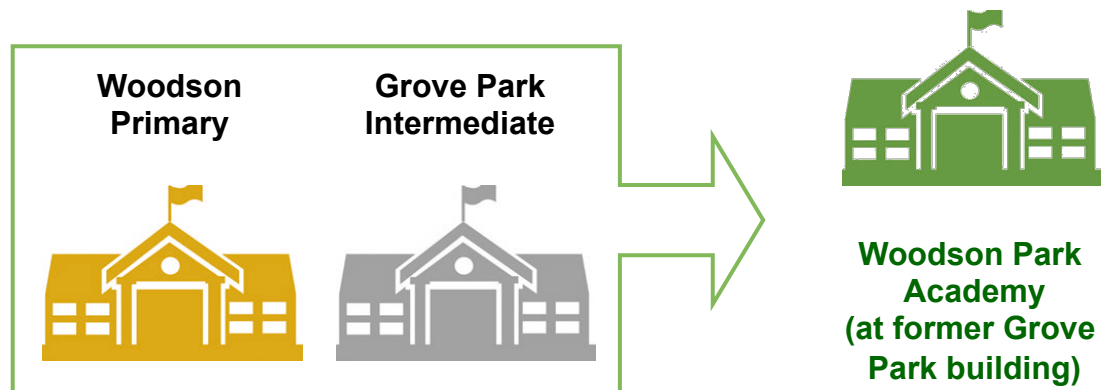 Woodson
Primary
Grove Park
Intermediate
Woodson Park
Academy
(at former Grove
Park building)